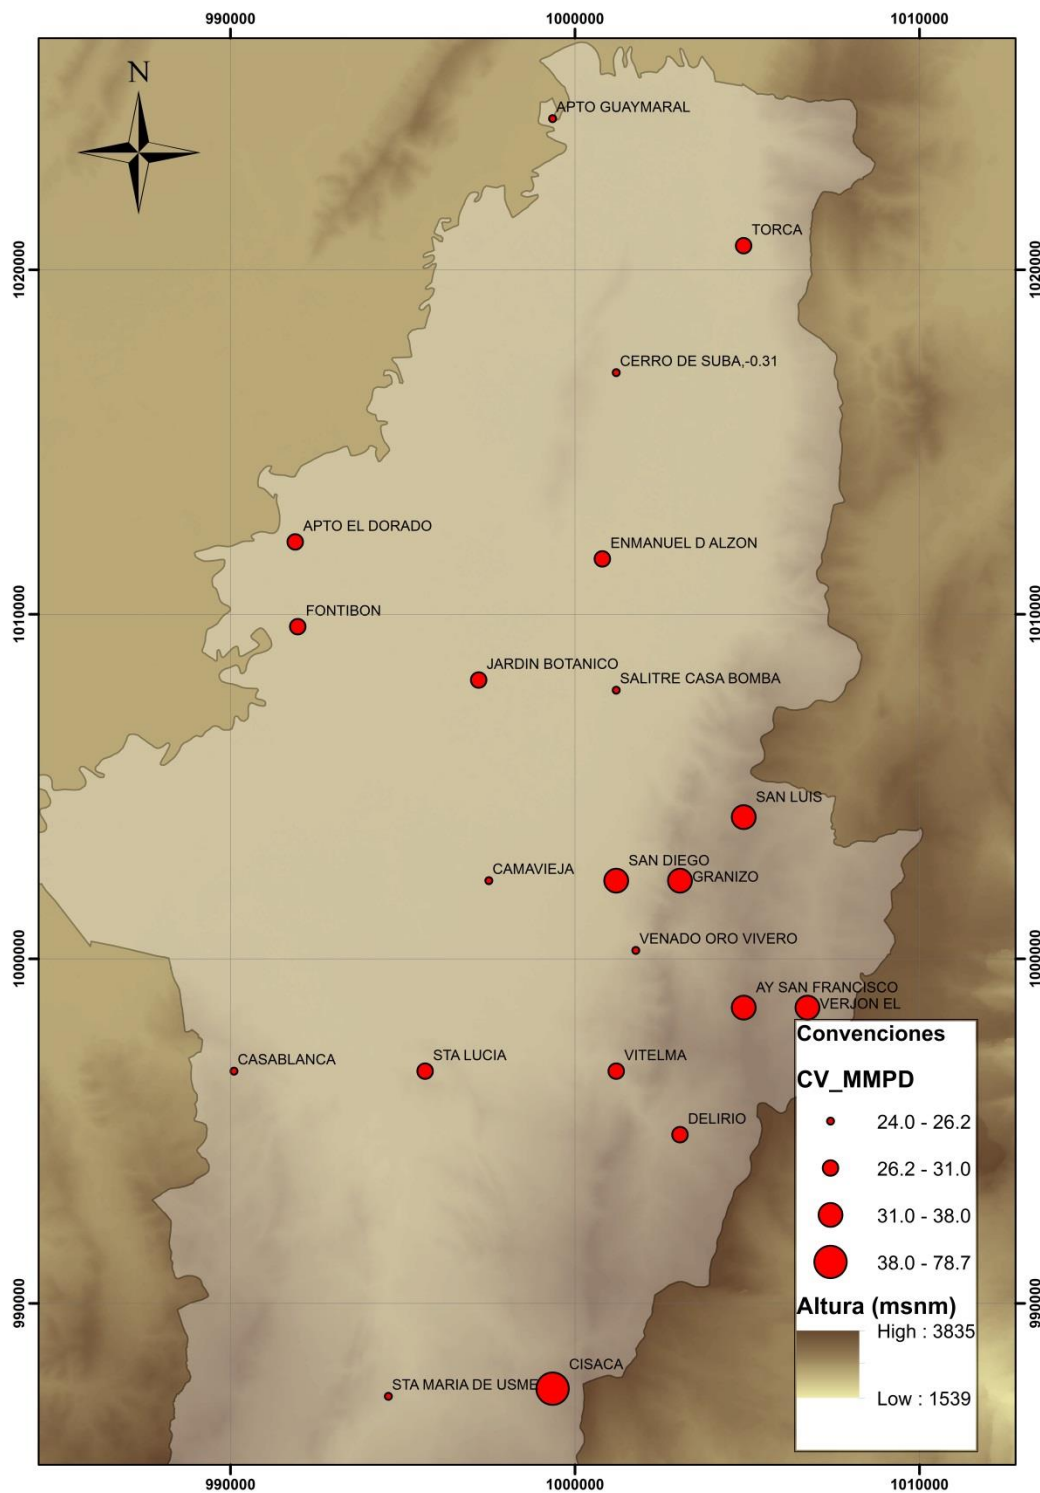 990000
1000000
1010000
N
APTO GUAYMARAL
TORCA
1020000
1020000
CERRO DE SUBA,-0.31
APTO EL DORADO
ENMANUEL D ALZON
FONTIBON
1010000
1010000
JARDIN BOTANICO
SALITRE CASA BOMBA
SAN LUIS
SAN DIEGO
GRANIZO
CAMAVIEJA
VENADO ORO VIVERO
1000000
1000000
AY SAN FRANCISCO
VERJON EL
CASABLANCA
STA LUCIA
VITELMA
DELIRIO
Convenciones
CV_MMPD
24.0 - 26.2
26.2 - 31.0
31.0 - 38.0
38.0 - 78.7
Altura (msnm)
High : 3835
Low : 1539
990000
990000
CISACA
STA MARIA DE USME
990000
1000000
1010000